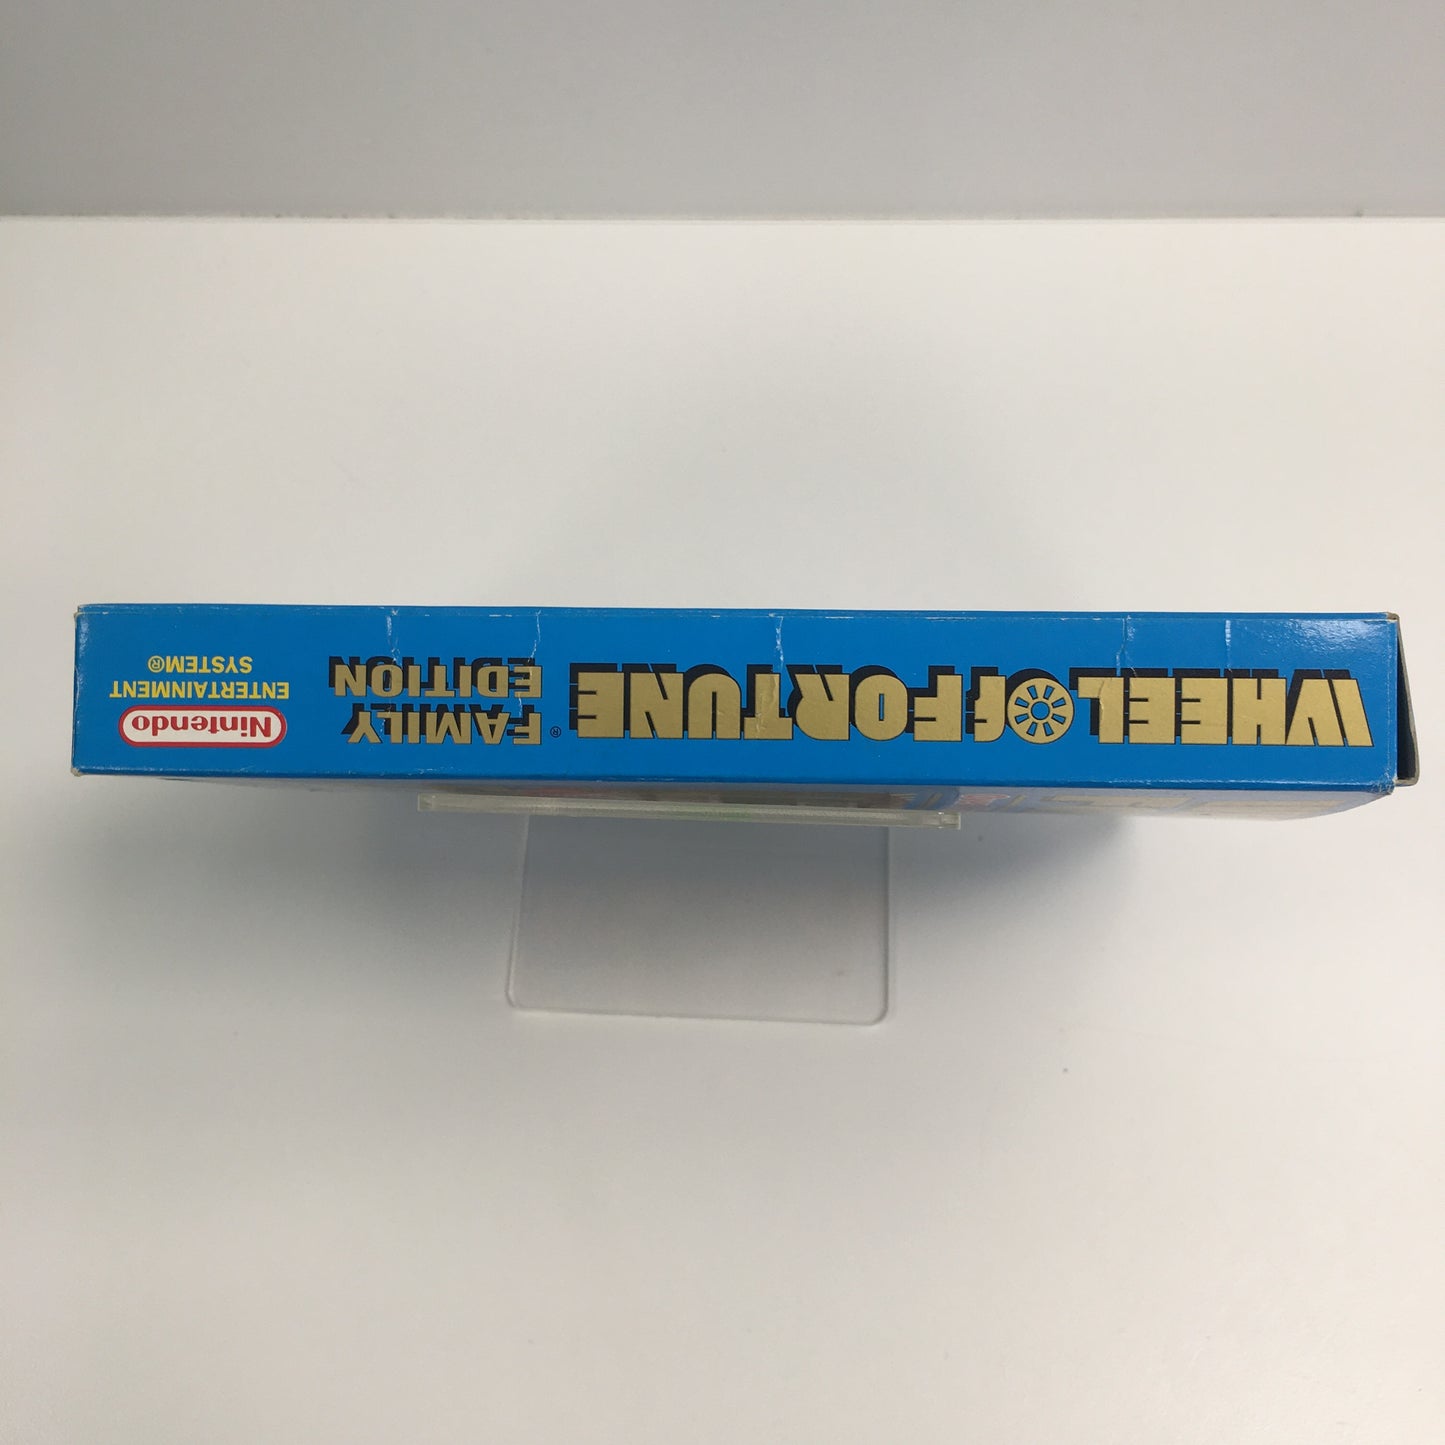 WHEEL OF FORTUNE®
FAMILY
EDITION
Nintendo
ENTERTAINMENT
SYSTEM®